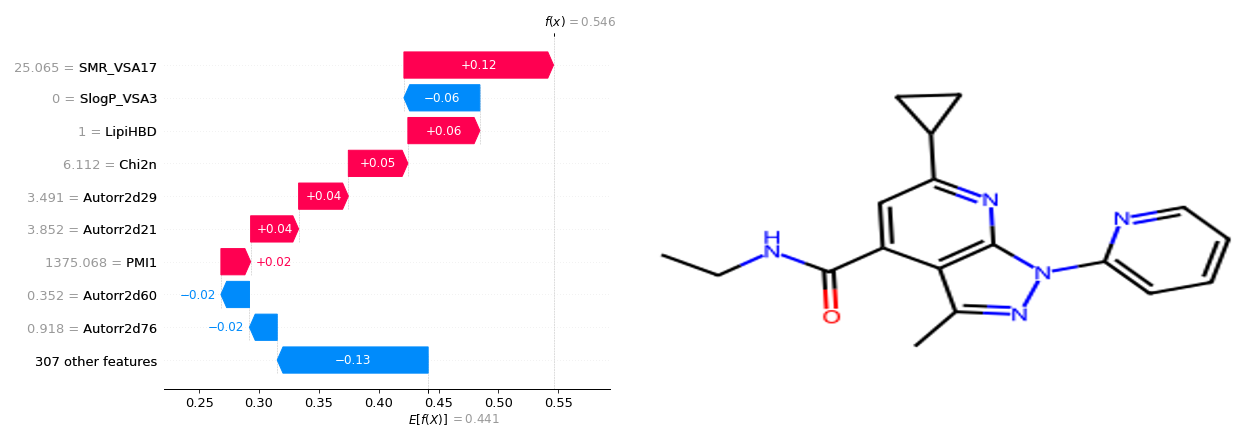 f(x) = 0.546
25.065 = SMR_VSA17 +0.12
0 = SlogP_VSA3 −0.06
1 = LipiHBD +0.06
6.112 = Chi2n +0.05
3.491 = Autorr2d29 +0.04
3.852 = Autorr2d21 +0.04
1375.068 = PMI1 +0.02
0.352 = Autorr2d60 −0.02
0.918 = Autorr2d76 −0.02
307 other features −0.13
0.25 0.30 0.35 0.40 0.45 0.50 0.55
E[f(X)] = 0.441
N
N
H
N
N
N
O